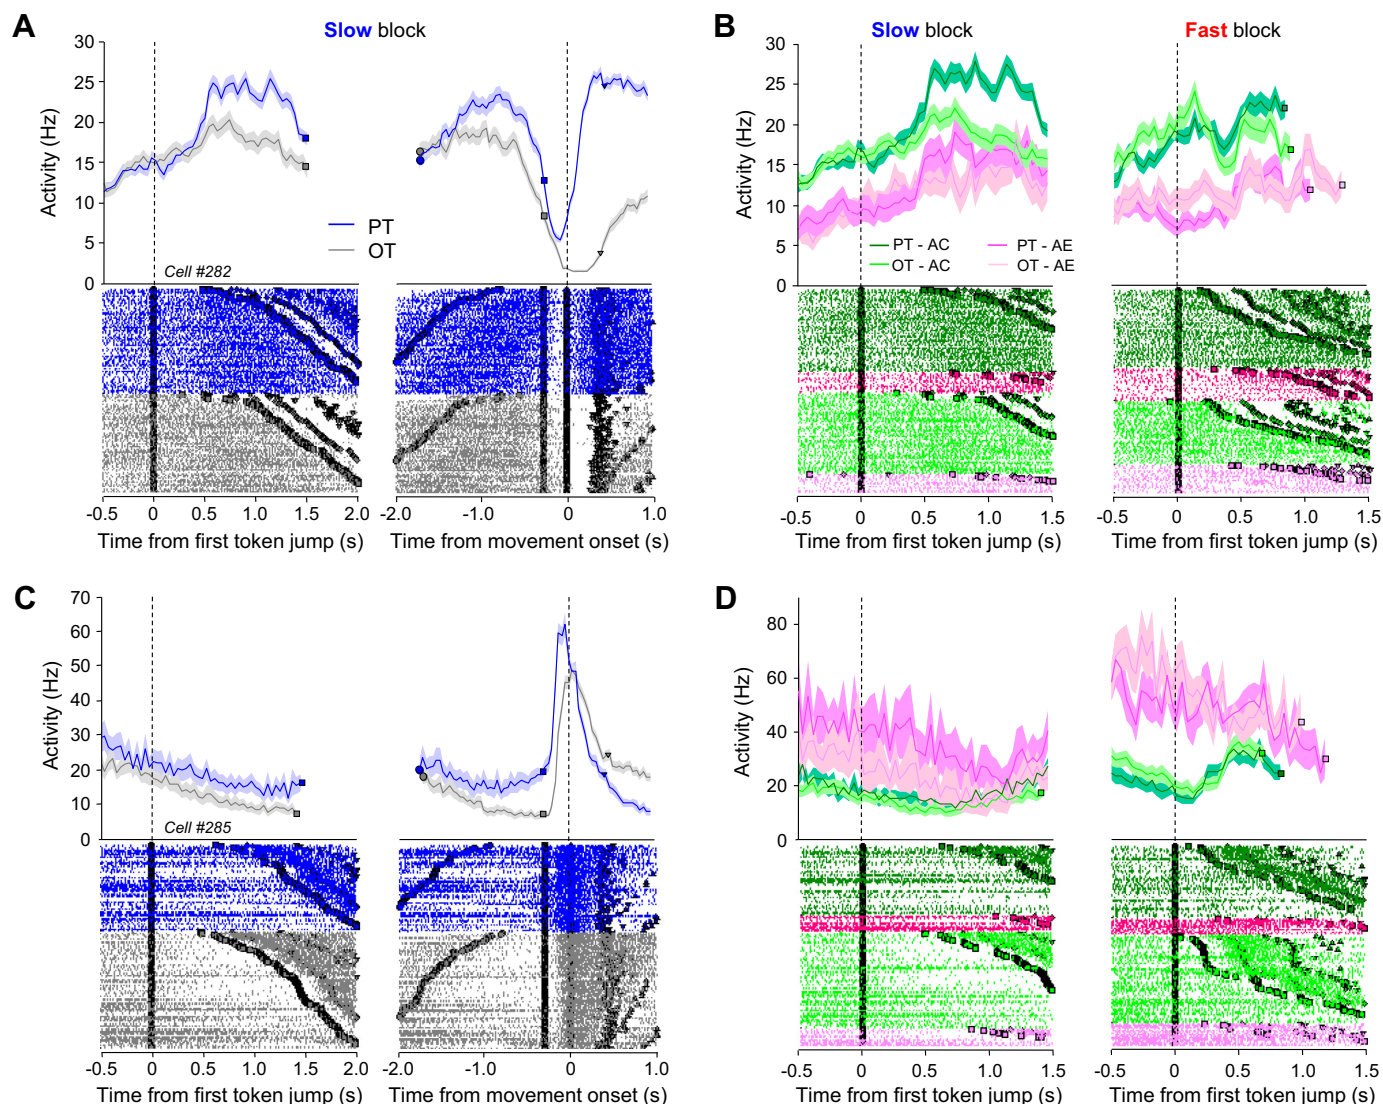 A
Slow block
30
25
20
15
10
5
0
Activity (Hz)
PT
OT
Cell #282
-0.5 0 0.5 1.0 1.5 2.0
Time from first token jump (s)
-2.0 -1.0 0 1.0
Time from movement onset (s)
B
Slow block
Fast block
30
25
20
15
10
5
0
Activity (Hz)
PT - AC
OT - AC
PT - AE
OT - AE
-0.5 0 0.5 1.0 1.5
Time from first token jump (s)
-0.5 0 0.5 1.0 1.5
Time from first token jump (s)
C
70
60
50
40
30
20
10
0
Activity (Hz)
Cell #285
-0.5 0 0.5 1.0 1.5 2.0
Time from first token jump (s)
-2.0 -1.0 0 1.0
Time from movement onset (s)
D
80
60
40
20
0
Activity (Hz)
-0.5 0 0.5 1.0 1.5
Time from first token jump (s)
-0.5 0 0.5 1.0 1.5
Time from first token jump (s)